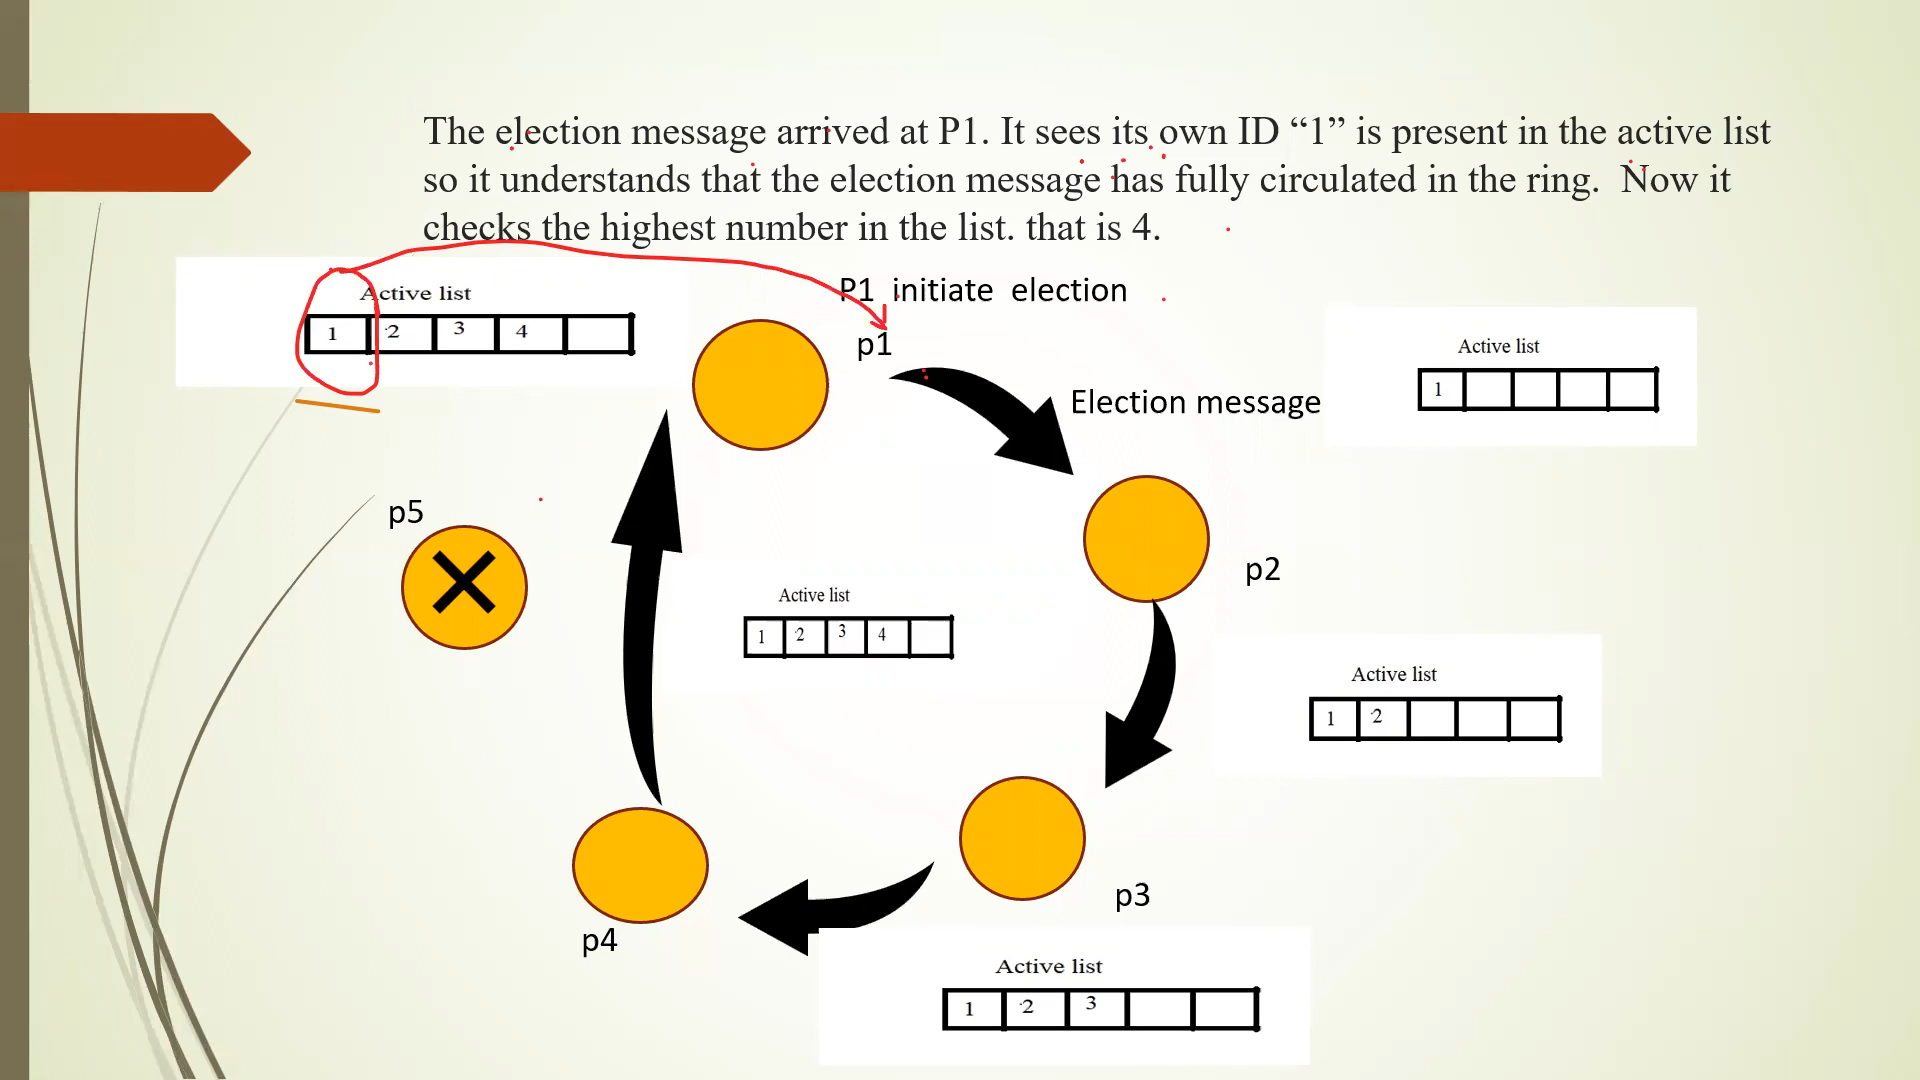 The election message arrived at P1. It sees its own ID “1” is present in the active list
so it understands that the election message has fully circulated in the ring.  Now it
checks the highest number in the list. that is 4.
Active list
1 2 3 4
P1 initiate election
p1
Election message
Active list
1
p5
p2
Active list
1 2 3 4
Active list
1 2
p3
p4
Active list
1 2 3